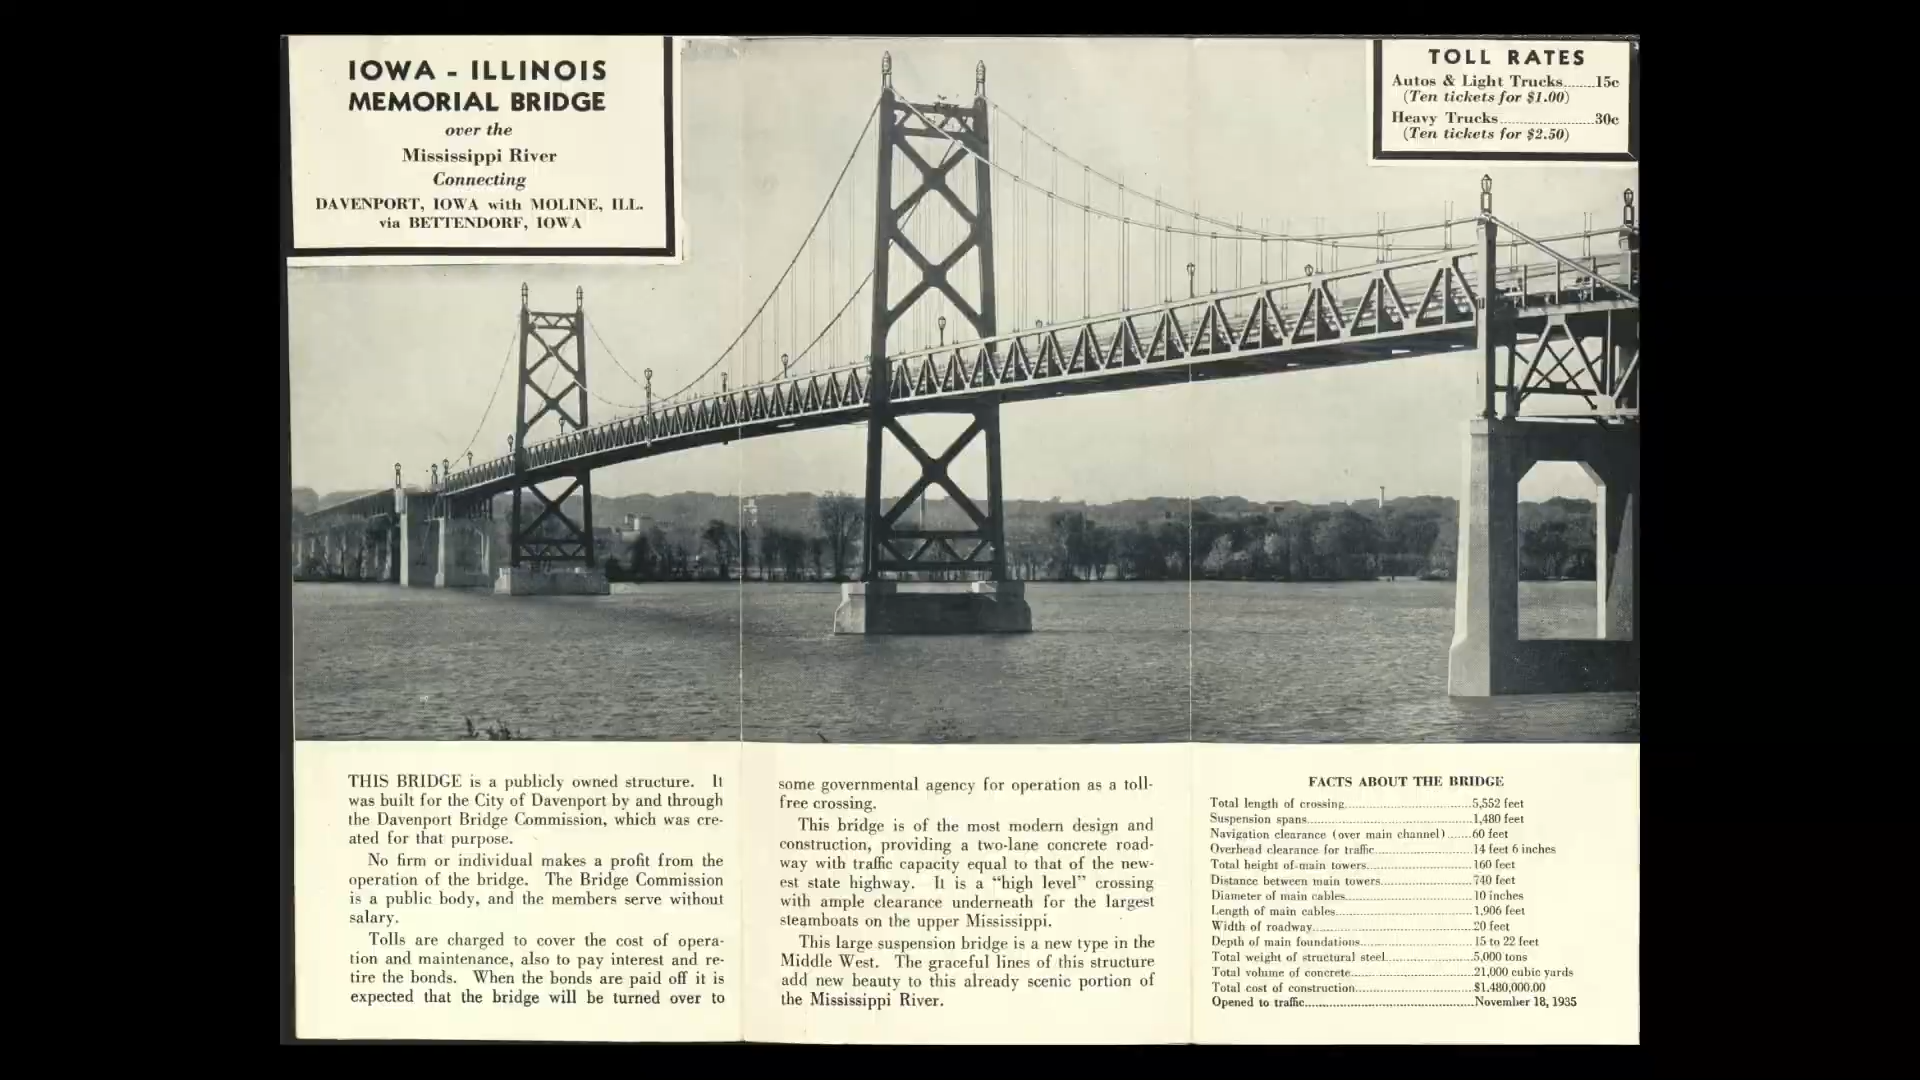 IOWA - ILLINOIS
MEMORIAL BRIDGE
over the
Mississippi River
Connecting
DAVENPORT, IOWA with MOLINE, ILL.
via BETTENDORF, IOWA
TOLL RATES
Autos & Light Trucks........15c
(Ten tickets for $1.00)
Heavy Trucks........................30c
(Ten tickets for $2.50)
THIS BRIDGE is a publicly owned structure. It
was built for the City of Davenport by and through
the Davenport Bridge Commission, which was cre-
ated for that purpose.
No firm or individual makes a profit from the
operation of the bridge. The Bridge Commission
is a public body, and the members serve without
salary.
Tolls are charged to cover the cost of opera-
tion and maintenance, also to pay interest and re-
tire the bonds. When the bonds are paid off it is
expected that the bridge will be turned over to
some governmental agency for operation as a toll-
free crossing.
This bridge is of the most modern design and
construction, providing a two-lane concrete road-
way with traffic capacity equal to that of the new-
est state highway. It is a “high level” crossing
with ample clearance underneath for the largest
steamboats on the upper Mississippi.
This large suspension bridge is a new type in the
Middle West. The graceful lines of this structure
add new beauty to this already scenic portion of
the Mississippi River.
FACTS ABOUT THE BRIDGE
Total length of crossing........................................5,552 feet
Suspension spans....................................................1,480 feet
Navigation clearance (over main channel).......60 feet
Overhead clearance for traffic..............................14 feet 6 inches
Total height of main towers..................................160 feet
Distance between main towers.............................740 feet
Diameter of main cables........................................10 inches
Length of main cables...........................................1,906 feet
Width of roadway...................................................20 feet
Depth of main foundations...................................15 to 22 feet
Total weight of structural steel...........................5,000 tons
Total volume of concrete......................................21,000 cubic yards
Total cost of construction.....................................$1,480,000.00
Opened to traffic.....................................................November 18, 1935